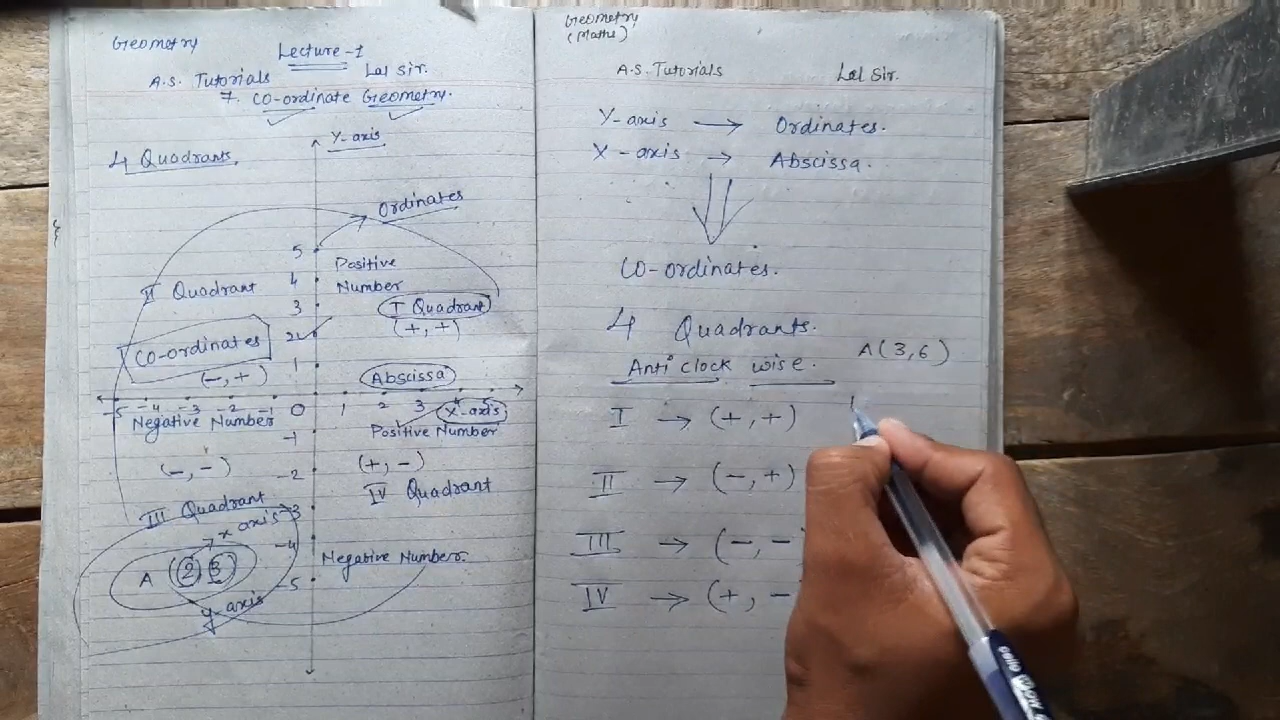 Geometry
Lecture-1
A.S. Tutorials Lal Sir.
7. CO-ordinate Geometry.
Y-axis
4 Quadrants.
Ordinates
5
Positive
4
Number
II Quadrant
3
I Quadrant
(+,+)
2
CO-ordinates
1
(-,+)
Abscissa
-5 -4 -3 -2 -1 0 1 2 3 4 5
X-axis
Negative Number
Positive Number
-1
(-,-)
(+,-)
-2
IV Quadrant
III Quadrant
-3
x axis
-4
Negative Number.
A (2,3)
-5
y axis
Geometry
(Maths)
A.S. Tutorials Lal Sir.
Y-axis → Ordinates.
X-axis → Abscissa.
CO-ordinates.
4 Quadrants.
A(3,6)
Anti clock wise.
I → (+,+)
II → (-,+)
III → (-,-)
IV → (+,-
cello